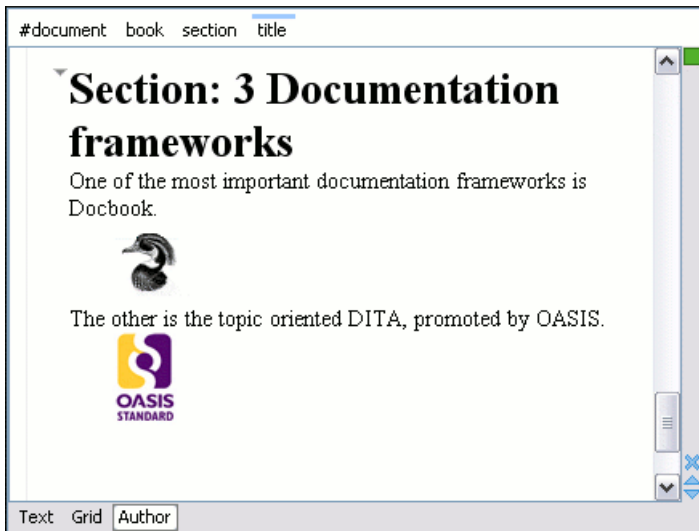 #document book section title
Section: 3 Documentation
frameworks
One of the most important documentation frameworks is
Docbook.
The other is the topic oriented DITA, promoted by OASIS.
OASIS
STANDARD
Text Grid Author